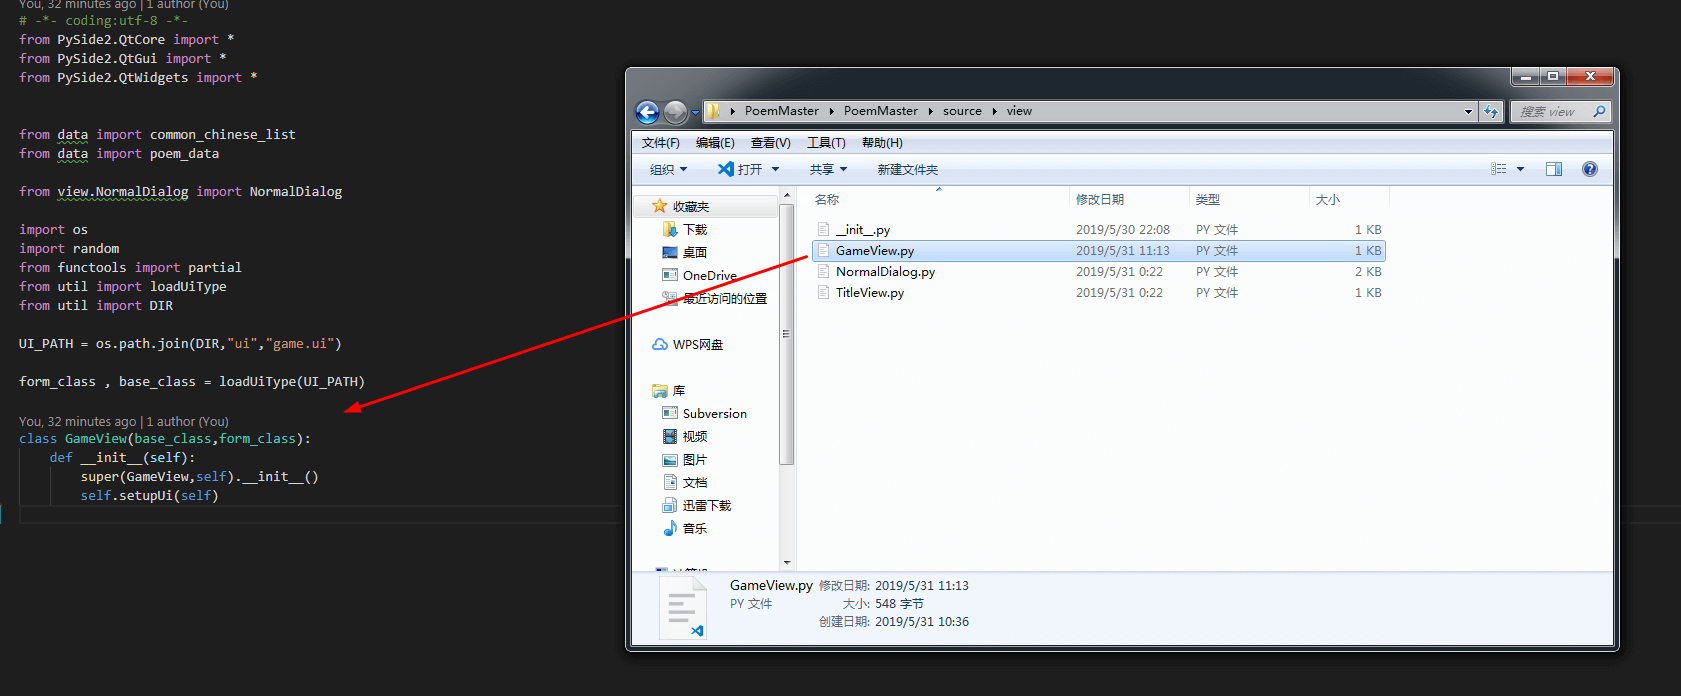 You, 32 minutes ago | 1 author (You)
# -*- coding:utf-8 -*-
from PySide2.QtCore import *
from PySide2.QtGui import *
from PySide2.QtWidgets import *
from data import common_chinese_list
from data import poem_data
from view.NormalDialog import NormalDialog
import os
import random
from functools import partial
from util import loadUiType
from util import DIR
UI_PATH = os.path.join(DIR,"ui","game.ui")
form_class , base_class = loadUiType(UI_PATH)
You, 32 minutes ago | 1 author (You)
class GameView(base_class,form_class):
def __init__(self):
super(GameView,self).__init__()
self.setupUi(self)
PoemMaster PoemMaster source view
搜索 view
文件(F) 编辑(E) 查看(V) 工具(T) 帮助(H)
组织 打开 共享 新建文件夹
收藏夹
下载
桌面
OneDrive
最近访问的位置
WPS网盘
库
Subversion
视频
图片
文档
迅雷下载
音乐
计算机
名称 修改日期 类型 大小
__init__.py 2019/5/30 22:08 PY 文件 1 KB
GameView.py 2019/5/31 11:13 PY 文件 1 KB
NormalDialog.py 2019/5/31 0:22 PY 文件 2 KB
TitleView.py 2019/5/31 0:22 PY 文件 1 KB
GameView.py 修改日期: 2019/5/31 11:13
PY 文件 大小: 548 字节
创建日期: 2019/5/31 10:36